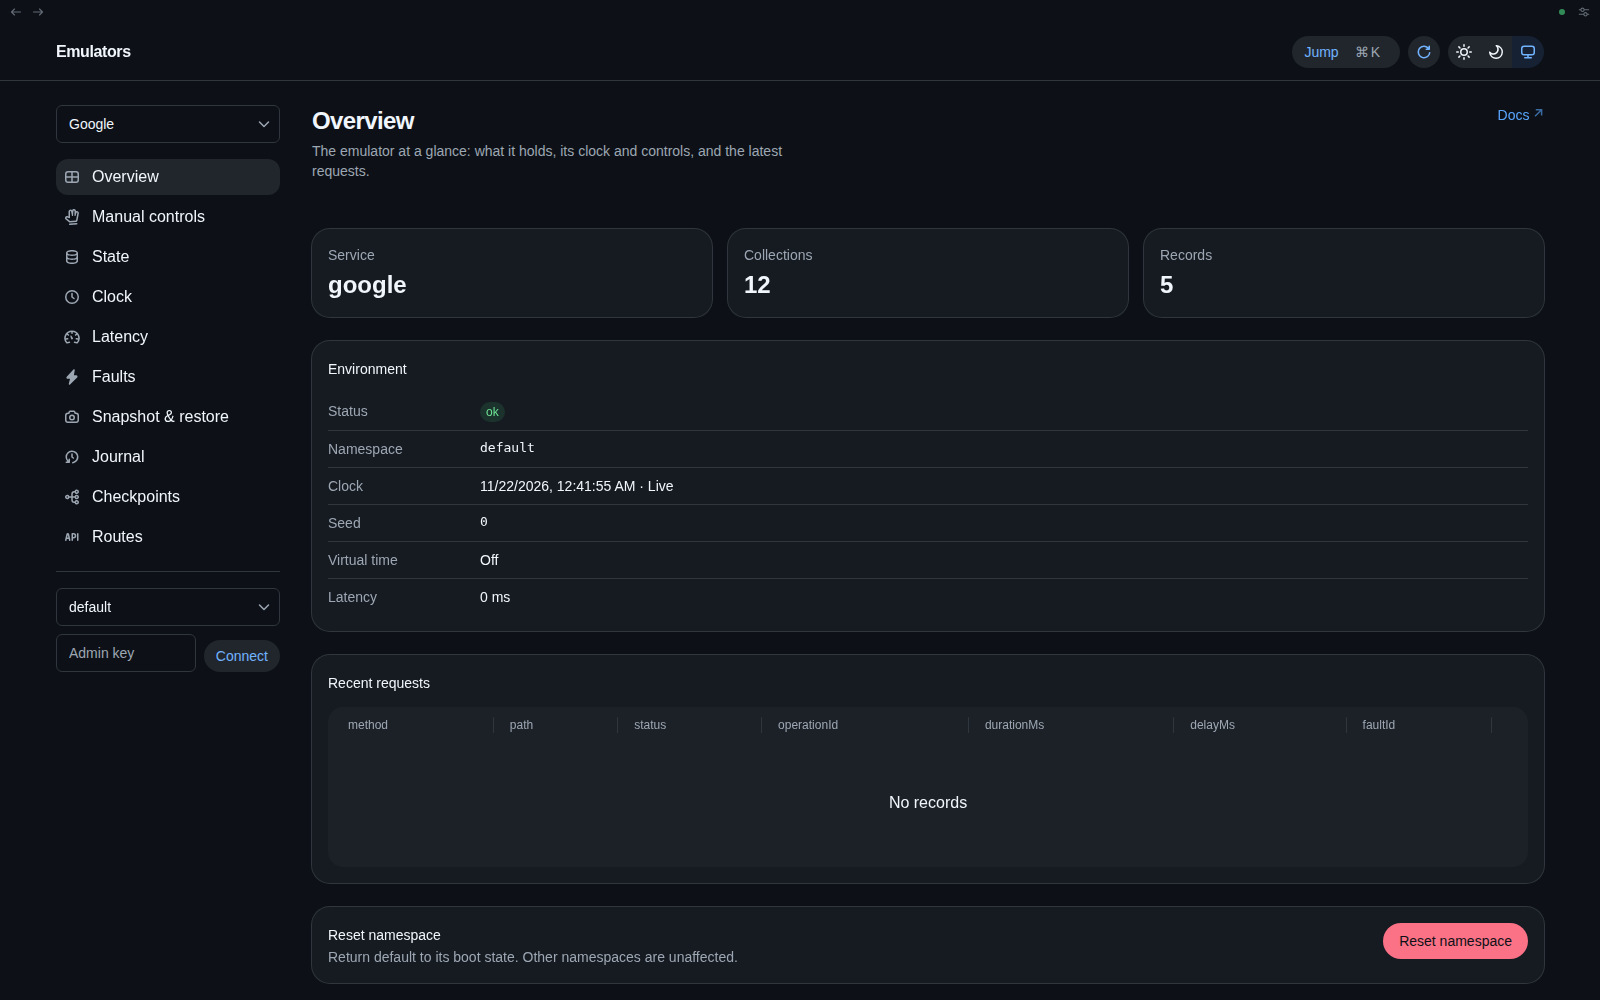 Emulators
Jump ⌘K
Google
Overview
Manual controls
State
Clock
Latency
Faults
Snapshot & restore
Journal
Checkpoints
API Routes
default
Admin key
Connect
Overview
Docs
The emulator at a glance: what it holds, its clock and controls, and the latest
requests.
Service
google
Collections
12
Records
5
Environment
Status ok
Namespace default
Clock 11/22/2026, 12:41:55 AM · Live
Seed 0
Virtual time Off
Latency 0 ms
Recent requests
method path status operationId durationMs delayMs faultId
No records
Reset namespace
Return default to its boot state. Other namespaces are unaffected.
Reset namespace